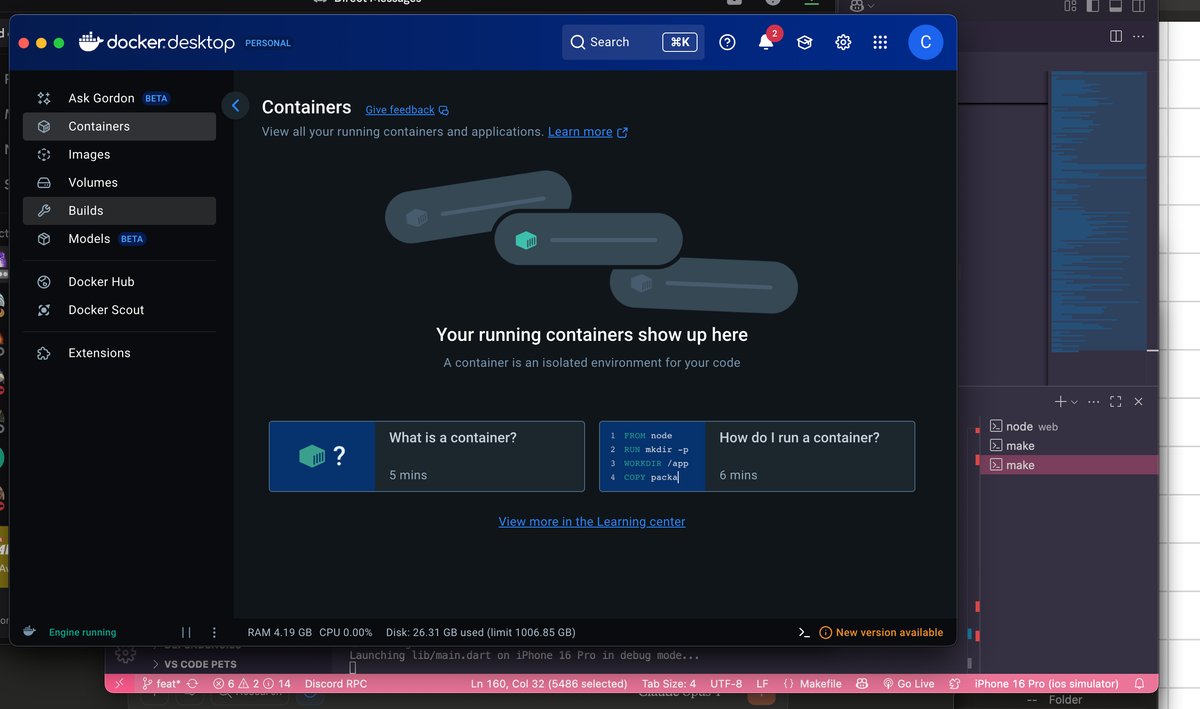 Direct Messages
docker.desktop PERSONAL
Search ⌘K
2
C
Ask Gordon BETA
Containers
Images
Volumes
Builds
Models BETA
Docker Hub
Docker Scout
Extensions
Containers Give feedback
View all your running containers and applications. Learn more
Your running containers show up here
A container is an isolated environment for your code
?
What is a container?
5 mins
1 FROM node
2 RUN mkdir -p
3 WORKDIR /app
4 COPY packa
How do I run a container?
6 mins
View more in the Learning center
Engine running
RAM 4.19 GB CPU 0.00% Disk: 26.31 GB used (limit 1006.85 GB)
New version available
node web
make
make
VS CODE PETS
Launching lib/main.dart on iPhone 16 Pro in debug mode...
feat* 6 2 14 Discord RPC
Ln 160, Col 32 (5486 selected) Tab Size: 4 UTF-8 LF {} Makefile Go Live iPhone 16 Pro (ios simulator)
-- Folder